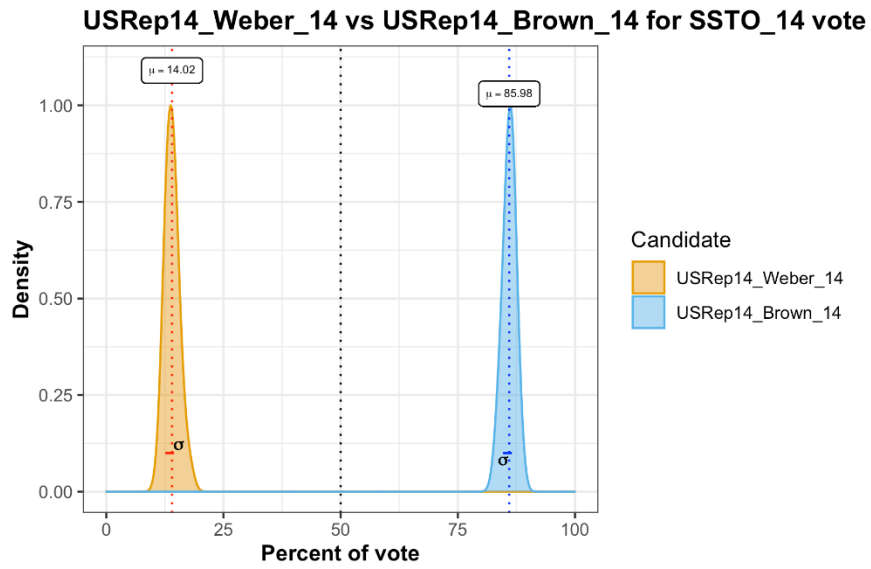 USRep14_Weber_14 vs USRep14_Brown_14 for SSTO_14 vote
μ = 14.02
μ = 85.98
1.00
0.75
0.50
0.25
0.00
Density
σ
σ
0 25 50 75 100
Percent of vote
Candidate
USRep14_Weber_14
USRep14_Brown_14